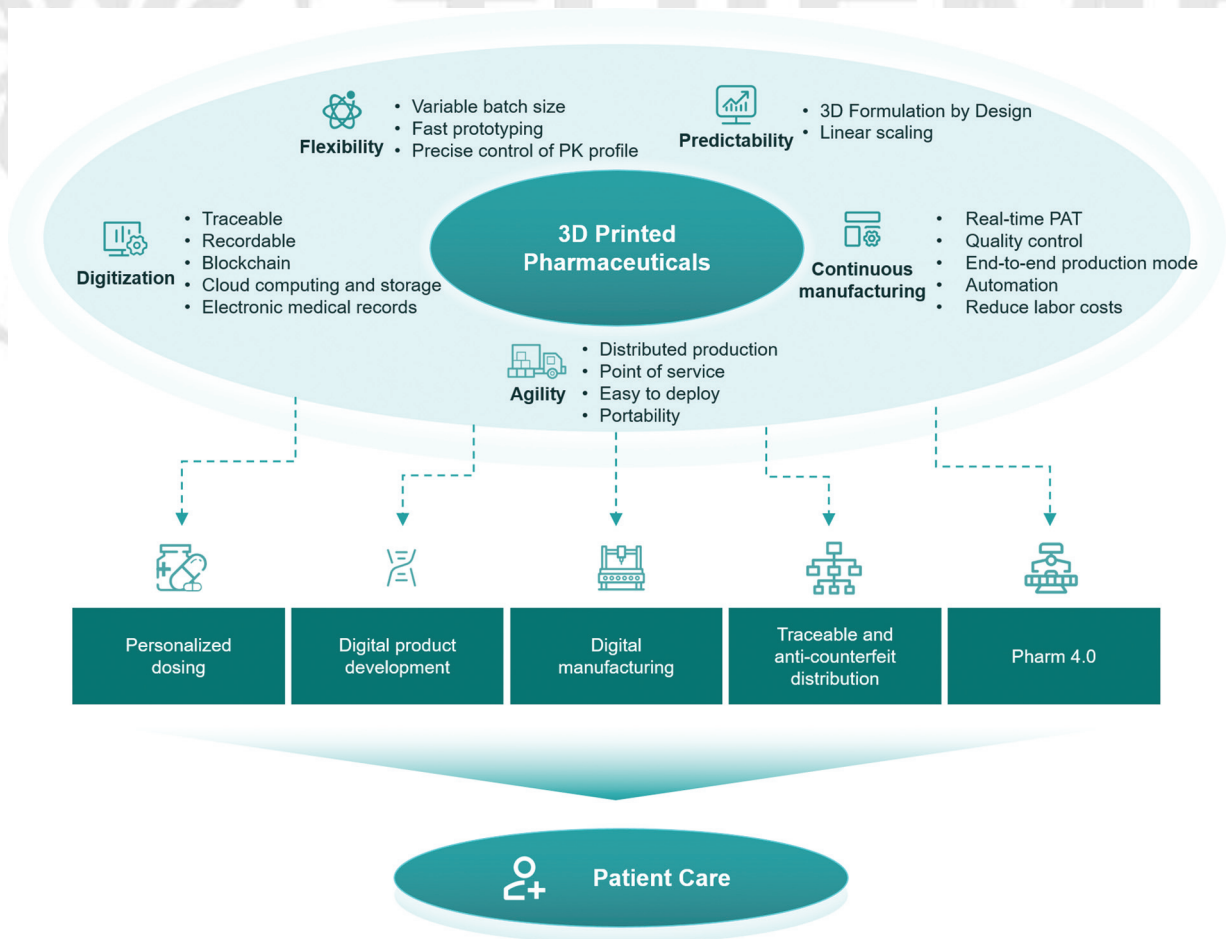 • Variable batch size
• Fast prototyping
• Precise control of PK profile
Flexibility
• 3D Formulation by Design
• Linear scaling
Predictability
• Traceable
• Recordable
• Blockchain
• Cloud computing and storage
• Electronic medical records
Digitization
3D Printed
Pharmaceuticals
Continuous
manufacturing
• Real-time PAT
• Quality control
• End-to-end production mode
• Automation
• Reduce labor costs
Agility
• Distributed production
• Point of service
• Easy to deploy
• Portability
Personalized
dosing
Digital product
development
Digital
manufacturing
Traceable and
anti-counterfeit
distribution
Pharm 4.0
Patient Care